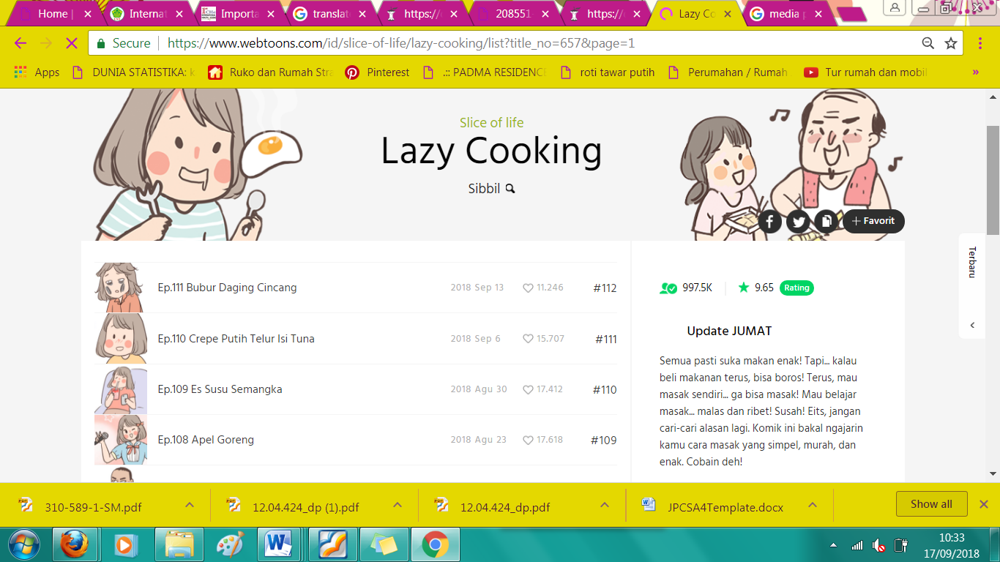 Home |
Internat
Importa
translate
https://
208551
https://
Lazy Co
media p
Secure
https://www.webtoons.com/id/slice-of-life/lazy-cooking/list?title_no=657&page=1
Apps
DUNIA STATISTIKA: k
Ruko dan Rumah Stra
Pinterest
.:: PADMA RESIDENCE
roti tawar putih
Perumahan / Rumah
Tur rumah dan mobil
»
Slice of life
Lazy Cooking
Sibbil
+ Favorit
Terbaru
Ep.111 Bubur Daging Cincang 2018 Sep 13 11.246 #112
Ep.110 Crepe Putih Telur Isi Tuna 2018 Sep 6 15.707 #111
Ep.109 Es Susu Semangka 2018 Agu 30 17.412 #110
Ep.108 Apel Goreng 2018 Agu 23 17.618 #109
997.5K 9.65 Rating
Update JUMAT
Semua pasti suka makan enak! Tapi... kalau
beli makanan terus, bisa boros! Terus, mau
masak sendiri... ga bisa masak! Mau belajar
masak... malas dan ribet! Susah! Eits, jangan
cari-cari alasan lagi. Komik ini bakal ngajarin
kamu cara masak yang simpel, murah, dan
enak. Cobain deh!
310-589-1-SM.pdf
12.04.424_dp (1).pdf
12.04.424_dp.pdf
JPCSA4Template.docx
Show all
10:33
17/09/2018